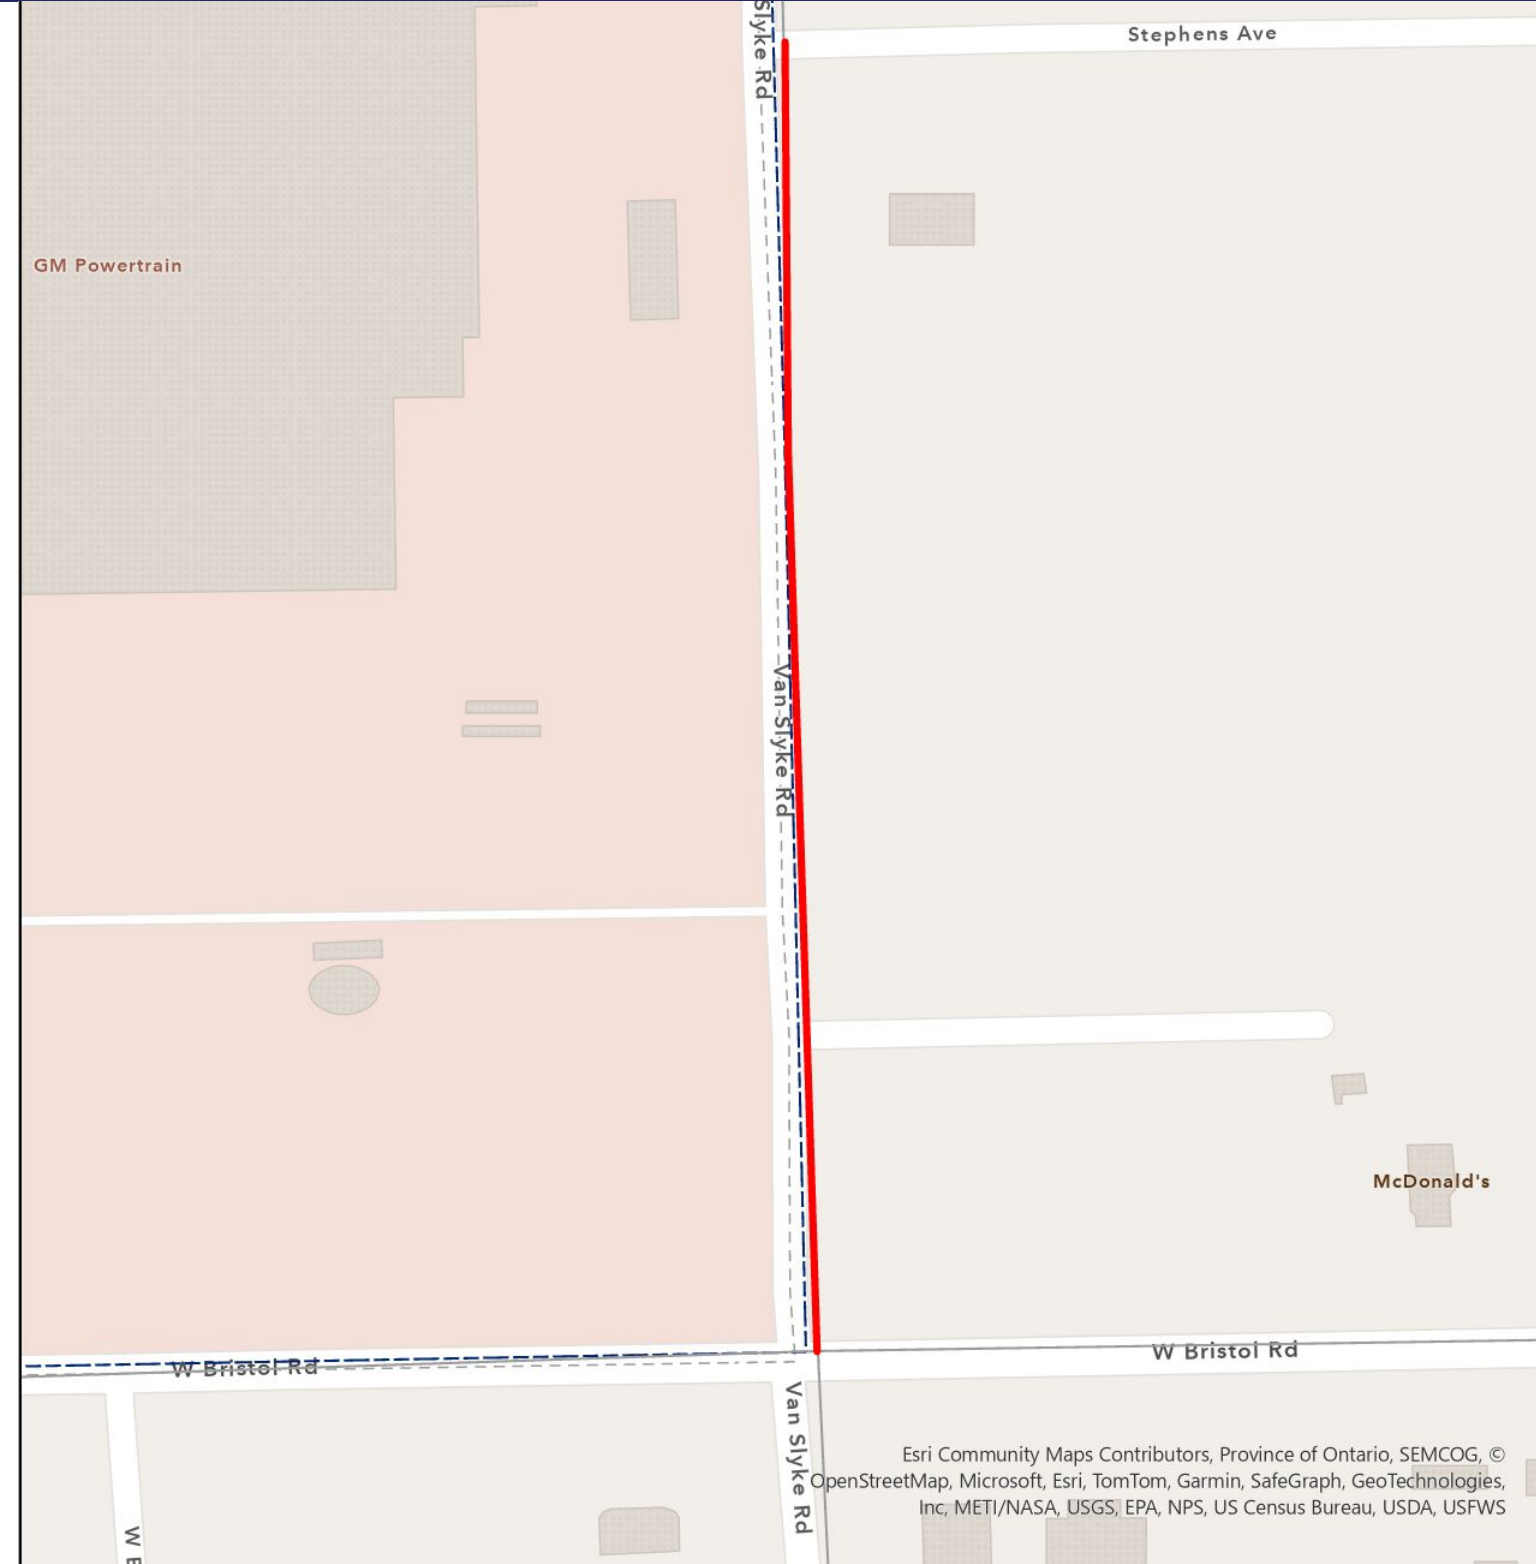 Slyke Rd
Stephens Ave
GM Powertrain
Van Slyke Rd
McDonald's
W Bristol Rd
W Bristol Rd
Van Slyke Rd
Esri Community Maps Contributors, Province of Ontario, SEMCOG, ©
OpenStreetMap, Microsoft, Esri, TomTom, Garmin, SafeGraph, GeoTechnologies,
Inc, METI/NASA, USGS, EPA, NPS, US Census Bureau, USDA, USFWS
W